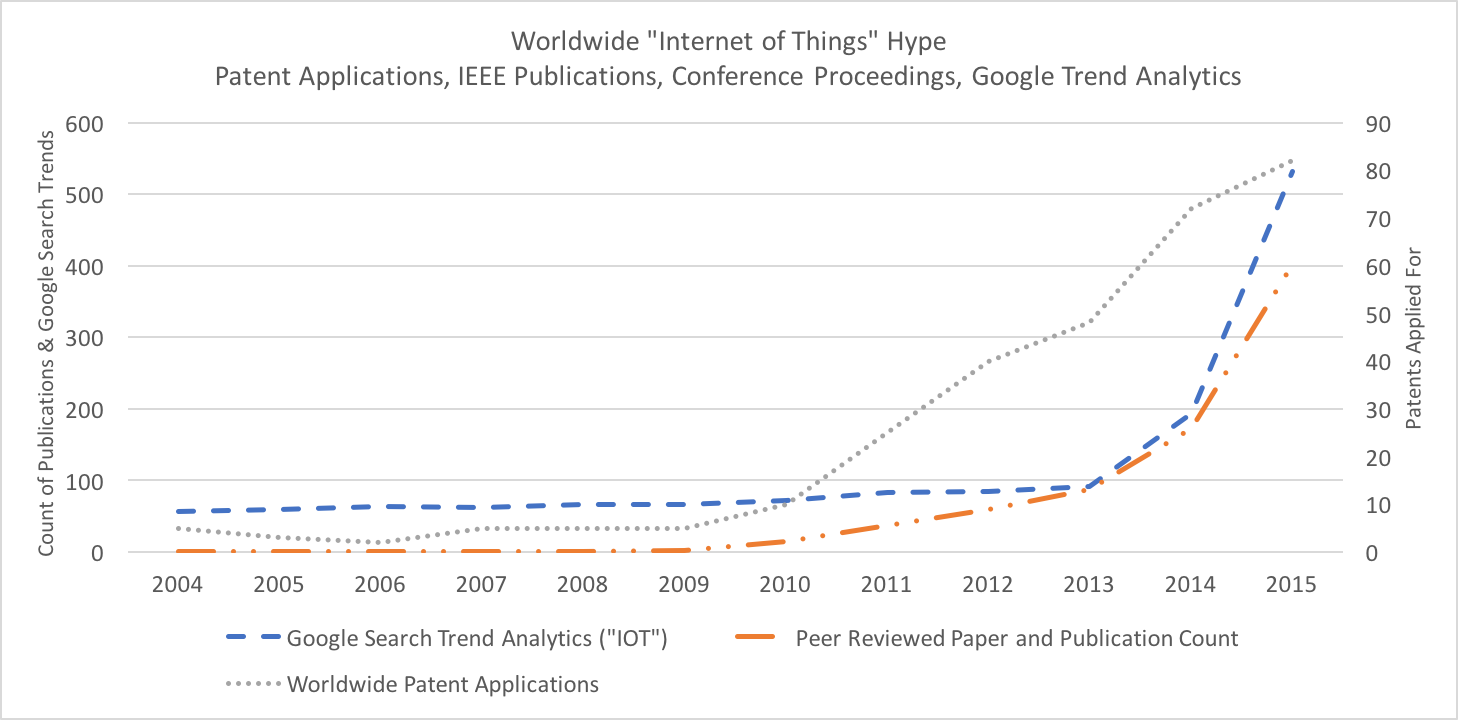 Worldwide "Internet of Things" Hype
Patent Applications, IEEE Publications, Conference Proceedings, Google Trend Analytics
Count of Publications & Google Search Trends
600
500
400
300
200
100
0
90
80
70
60
50
40
30
20
10
0
Patents Applied For
2004 2005 2006 2007 2008 2009 2010 2011 2012 2013 2014 2015
Google Search Trend Analytics ("IOT")
Peer Reviewed Paper and Publication Count
Worldwide Patent Applications